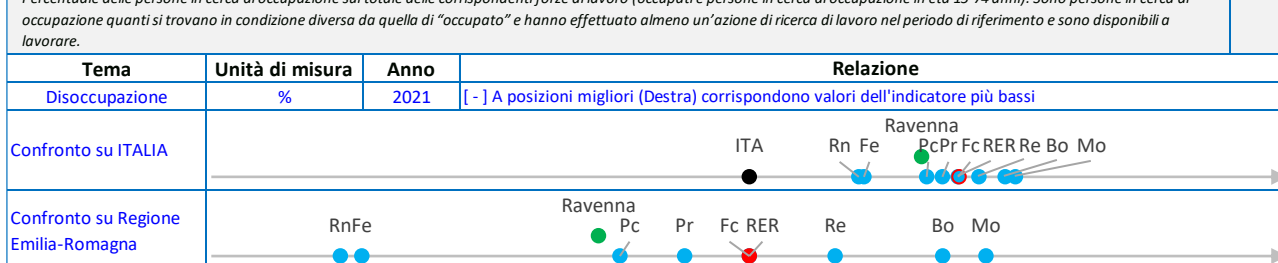 Percentuale delle persone in cerca di occupazione sul totale delle corrispondenti forze di lavoro (occupati e persone in cerca di occupazione in età 15-74 anni). Sono persone in cerca di
occupazione quanti si trovano in condizione diversa da quella di “occupato” e hanno effettuato almeno un’azione di ricerca di lavoro nel periodo di riferimento e sono disponibili a
lavorare.
Tema Unità di misura Anno Relazione
Disoccupazione % 2021 [ - ] A posizioni migliori (Destra) corrispondono valori dell'indicatore più bassi
Confronto su ITALIA
Ravenna
ITA Rn Fe Pc Pr Fc RER Re Bo Mo
Confronto su Regione
Emilia-Romagna
Ravenna
Rn Fe Pc Pr Fc RER Re Bo Mo